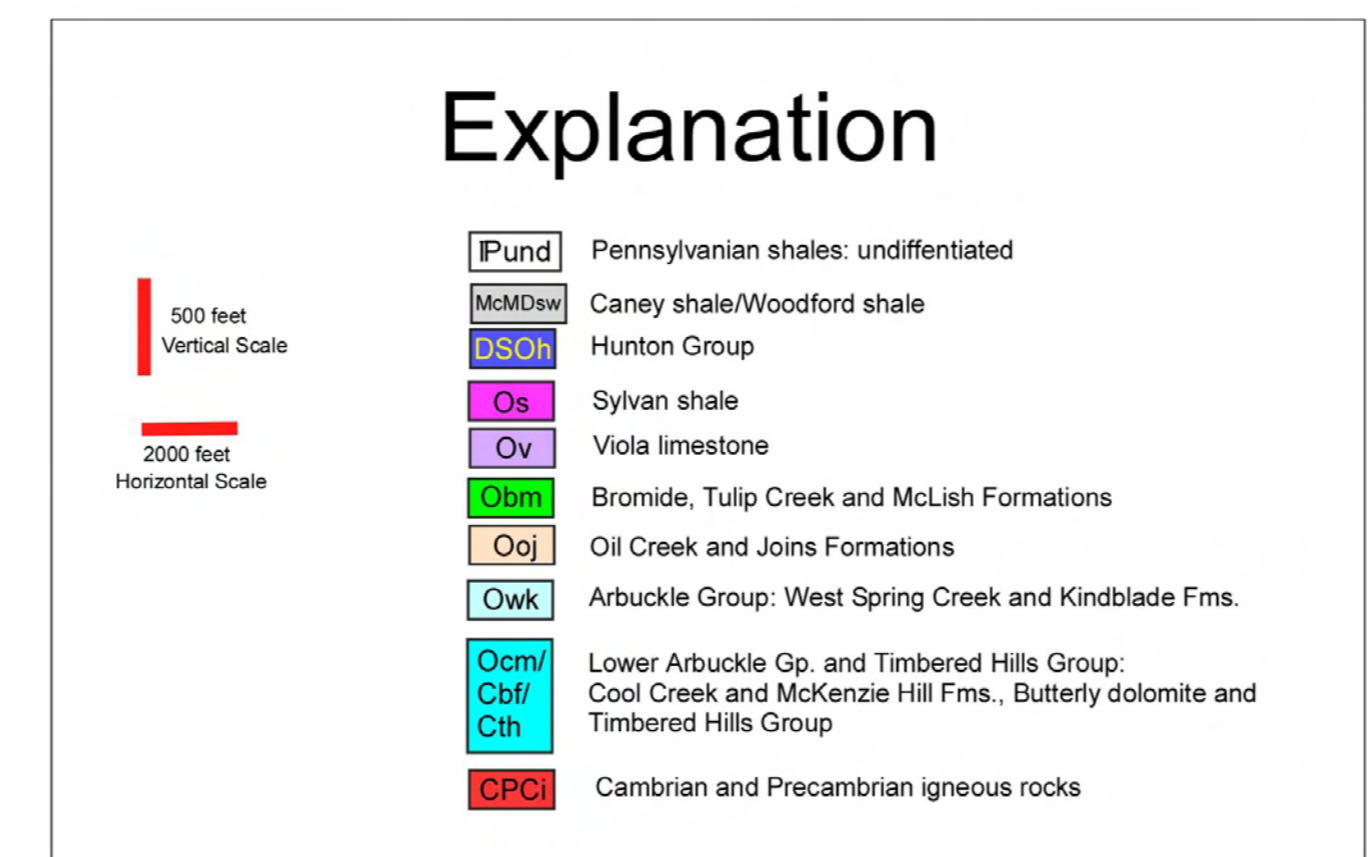 Explanation
500 feet
Vertical Scale
2000 feet
Horizontal Scale
ℙund Pennsylvanian shales: undiffentiated
McMDsw Caney shale/Woodford shale
DSOh Hunton Group
Os Sylvan shale
Ov Viola limestone
Obm Bromide, Tulip Creek and McLish Formations
Ooj Oil Creek and Joins Formations
Owk Arbuckle Group: West Spring Creek and Kindblade Fms.
Ocm/ Lower Arbuckle Gp. and Timbered Hills Group:
Cbf/ Cool Creek and McKenzie Hill Fms., Butterly dolomite and
Cth Timbered Hills Group
CPCi Cambrian and Precambrian igneous rocks